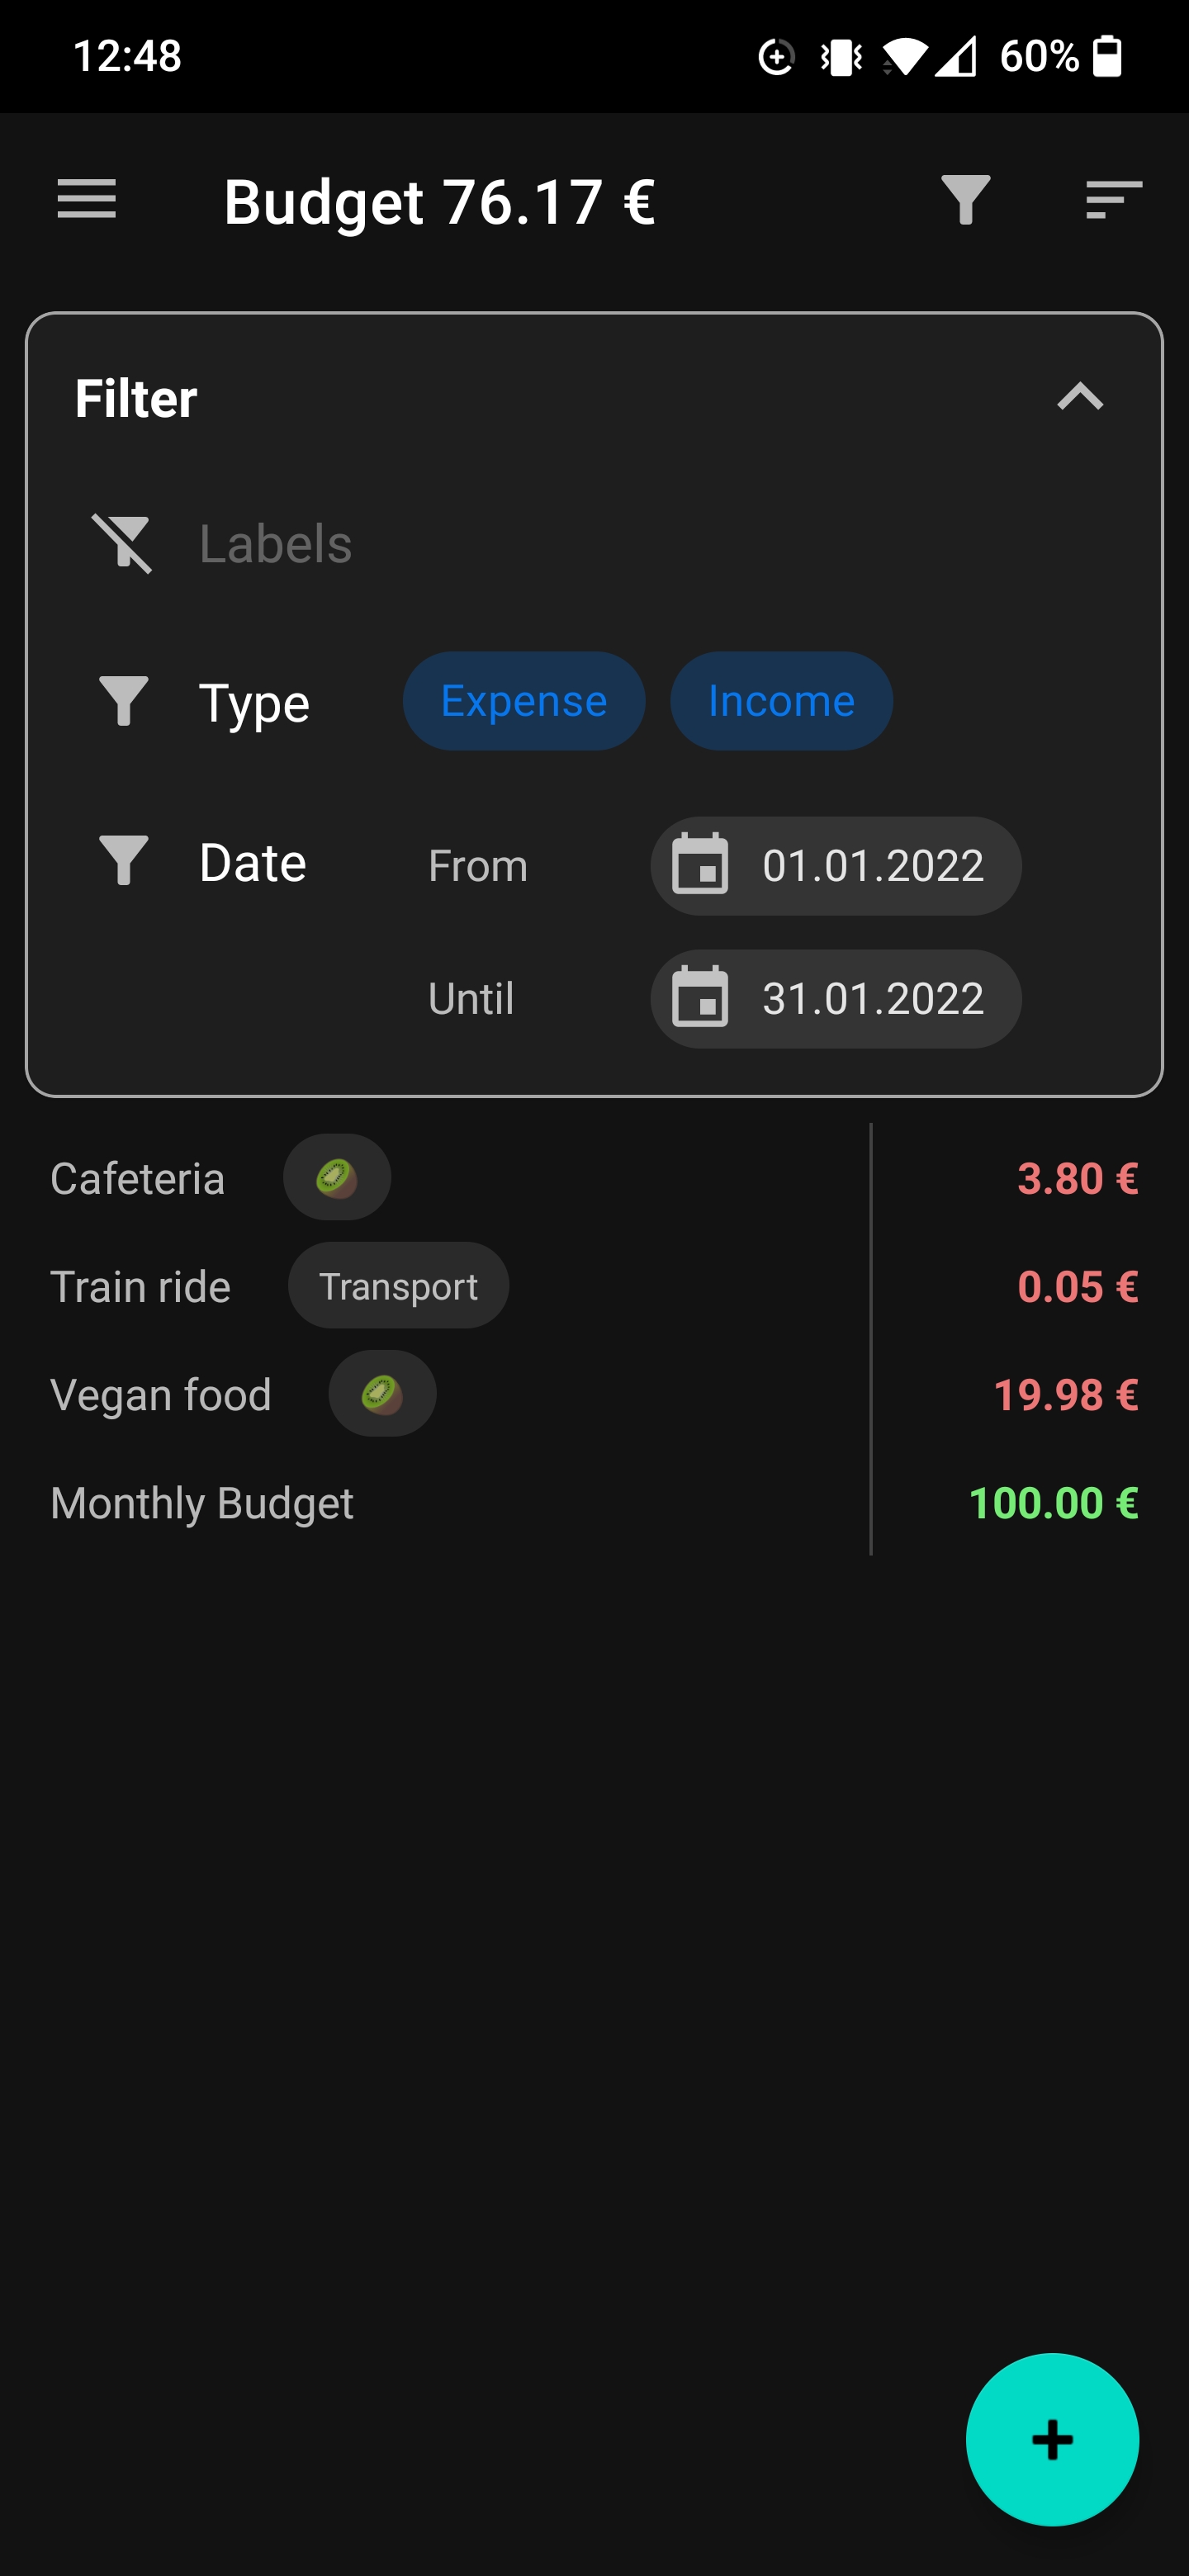 12:48 60%
Budget 76.17 €
Filter
Labels
Type Expense Income
Date From 01.01.2022
Until 31.01.2022
Cafeteria 🥝 3.80 €
Train ride Transport 0.05 €
Vegan food 🥝 19.98 €
Monthly Budget 100.00 €